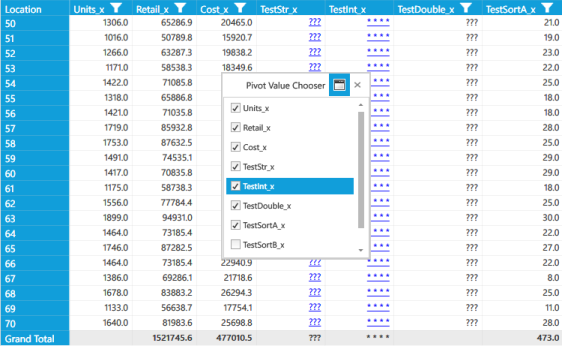 Location Units_x Retail_x Cost_x TestStr_x TestInt_x TestDouble_x TestSortA_x
50 1306.0 65286.9 20465.0 ??? **** ??? 21.0
51 1016.0 50789.8 15920.7 ??? **** ??? 19.0
52 1266.0 63287.3 19838.2 ??? **** ??? 23.0
53 1171.0 58538.3 18349.6 ??? **** ??? 22.0
54 1422.0 71085.8 **** ??? 25.0
55 1318.0 65886.8 **** ??? 18.0
56 1421.0 71035.8 **** ??? 18.0
57 1719.0 85932.8 **** ??? 28.0
58 1753.0 87632.5 **** ??? 25.0
59 1491.0 74535.1 **** ??? 29.0
60 1417.0 70835.8 **** ??? 29.0
61 1175.0 58738.3 **** ??? 18.0
62 1556.0 77784.4 **** ??? 25.0
63 1899.0 94931.0 **** ??? 30.0
64 1464.0 73185.4 **** ??? 22.0
65 1746.0 87282.5 **** ??? 27.0
66 1464.0 73185.4 22940.9 ??? **** ??? 22.0
67 1386.0 69286.1 21718.6 ??? **** ??? 8.0
68 1678.0 83883.2 26294.3 ??? **** ??? 25.0
69 1133.0 56638.7 17754.1 ??? **** ??? 11.0
70 1640.0 81983.6 25698.8 ??? **** ??? 28.0
Grand Total 1521745.6 477010.5 ??? **** 473.0
Pivot Value Chooser
Units_x
Retail_x
Cost_x
TestStr_x
TestInt_x
TestDouble_x
TestSortA_x
TestSortB_x